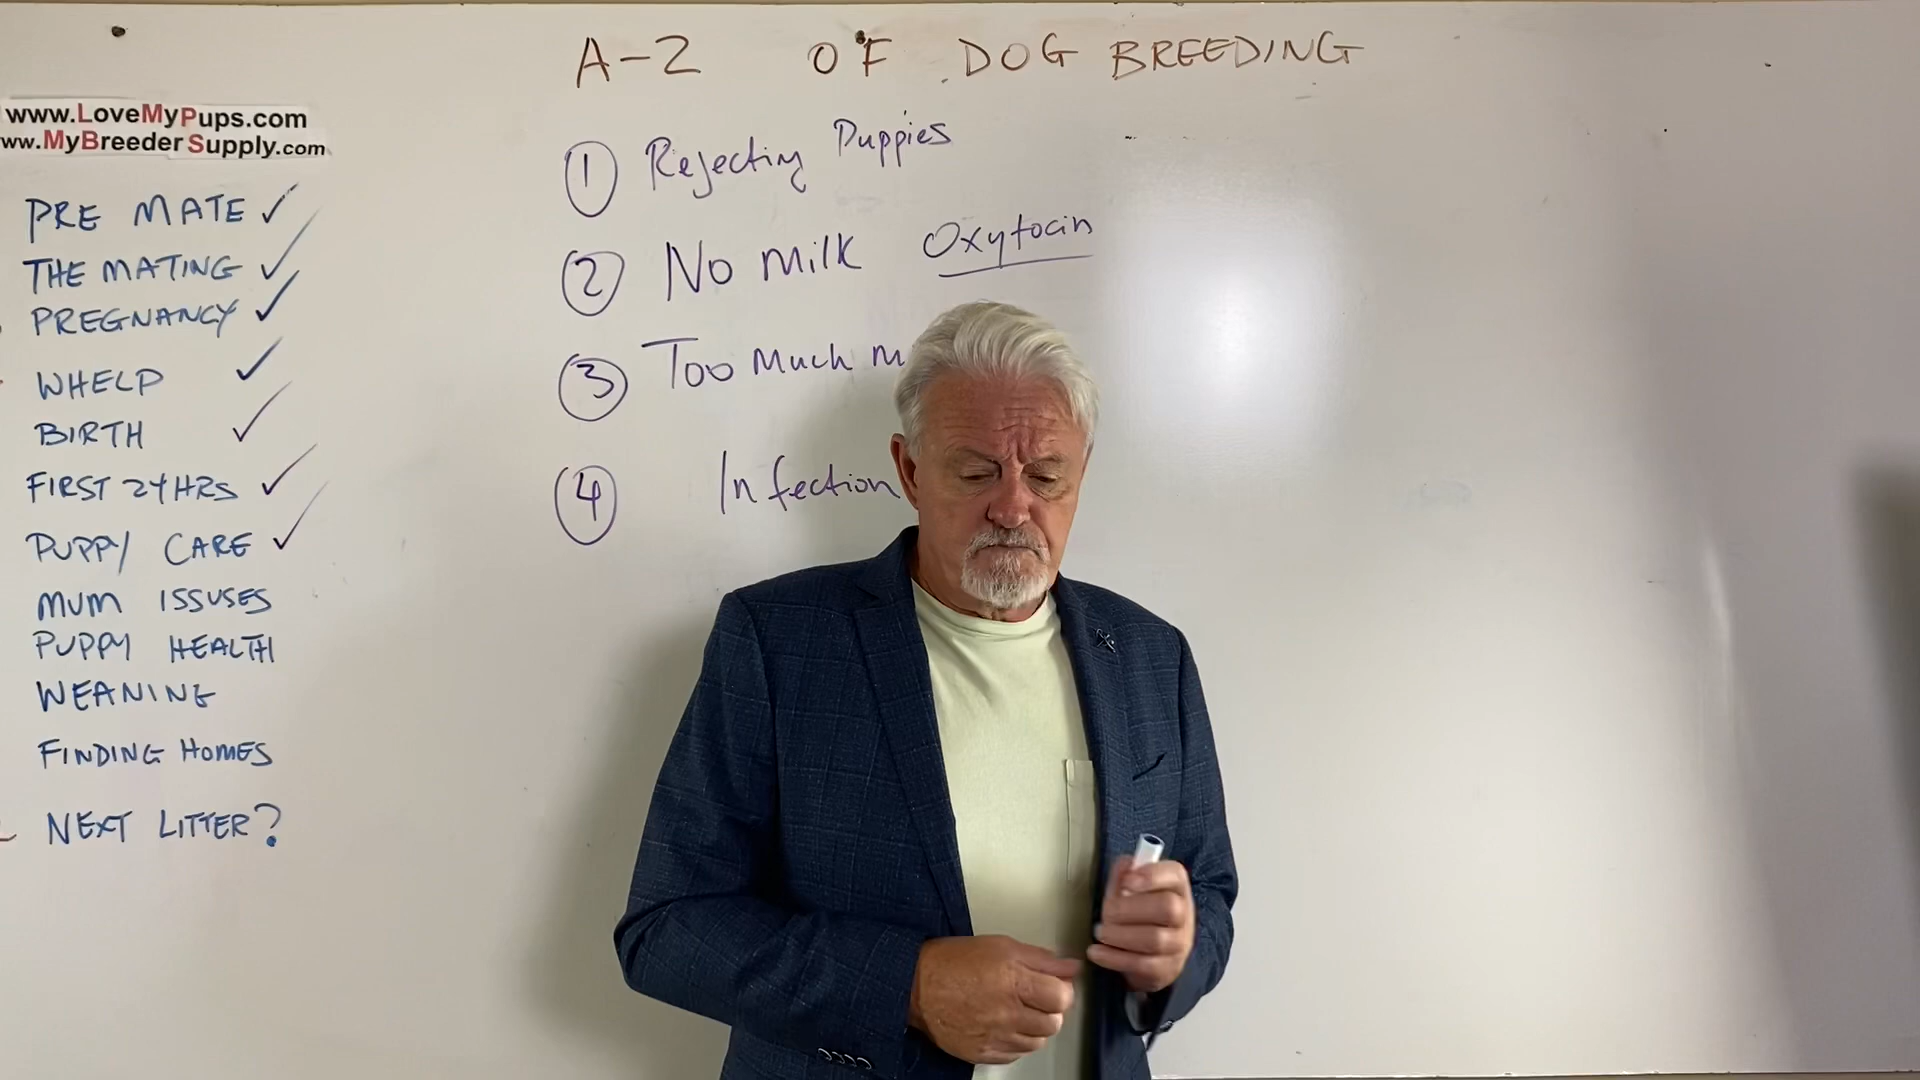 A-Z OF DOG BREEDING
www.LoveMyPups.com
ww.MyBreederSupply.com
PRE MATE ✓
THE MATING ✓
PREGNANCY ✓
WHELP ✓
BIRTH ✓
FIRST 24HRS ✓
PUPPY CARE ✓
MUM ISSUSES
PUPPY HEALTH
WEANING
FINDING HOMES
NEXT LITTER?
1 Rejecting Puppies
2 No Milk Oxytocin
3 Too Much
4 Infection